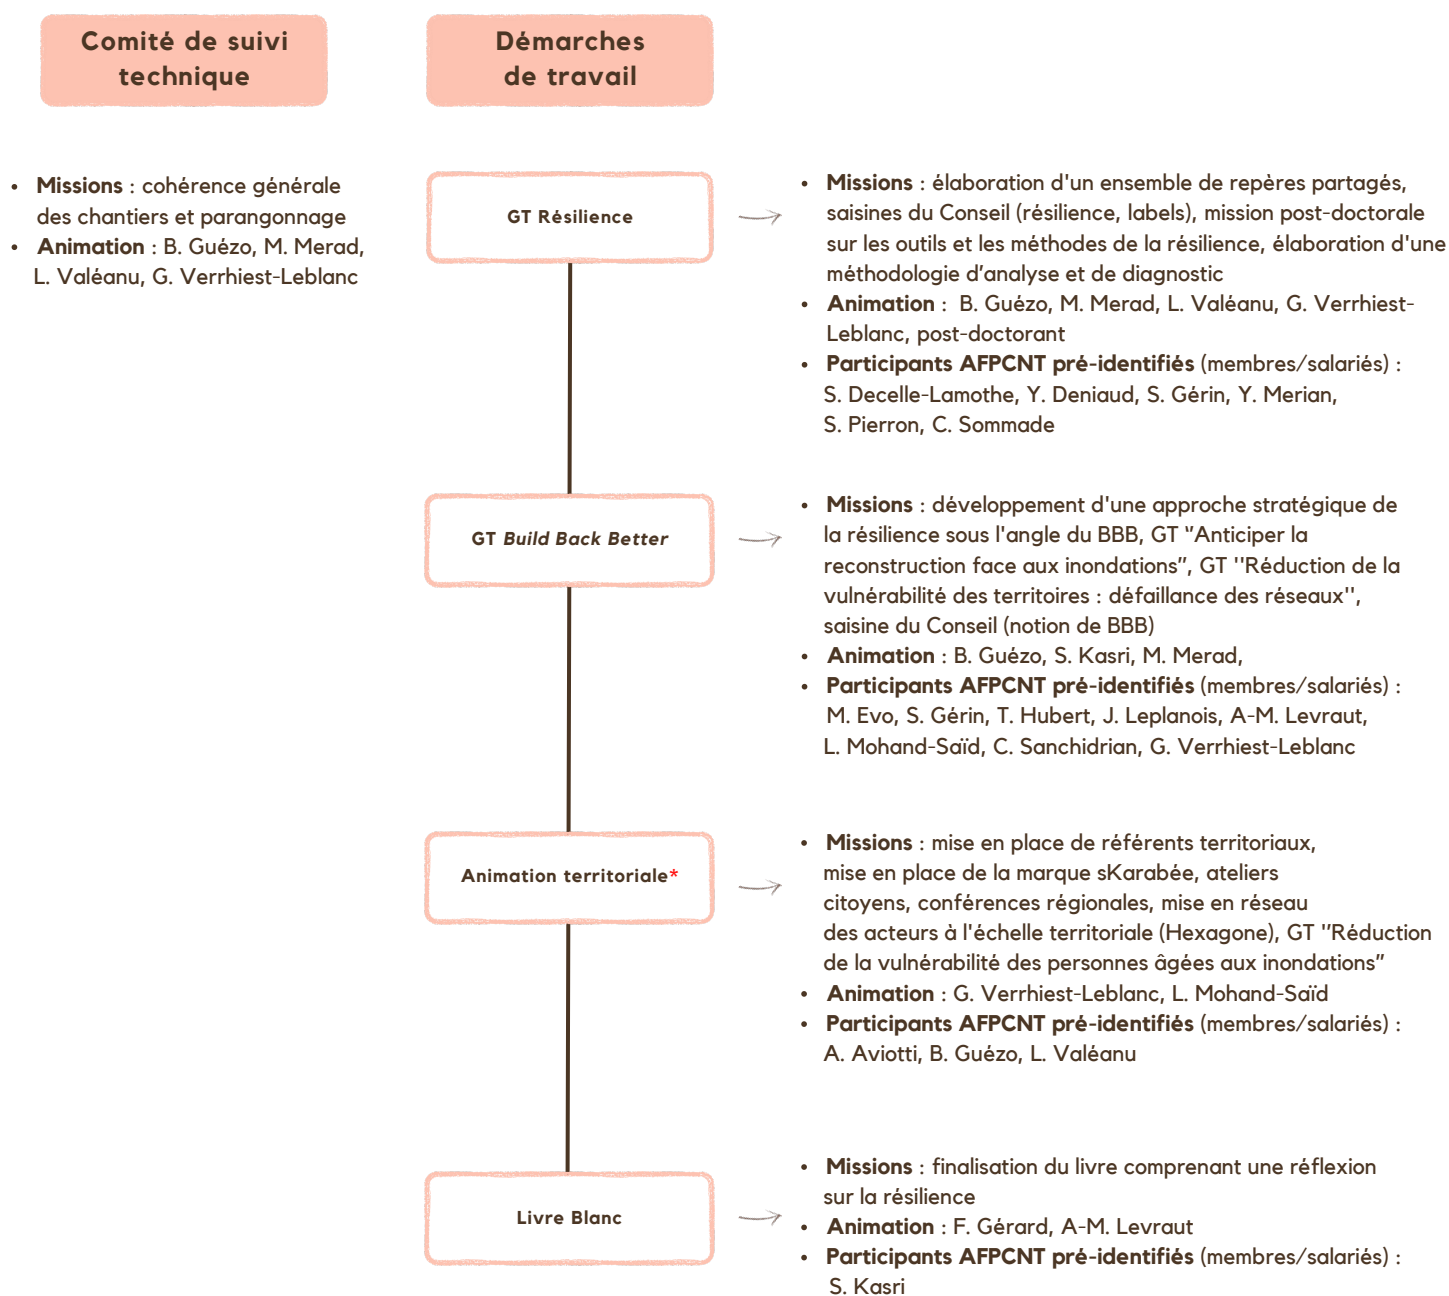 Comité de suivi
technique
Démarches
de travail
• Missions : cohérence générale
des chantiers et parangonnage
• Animation : B. Guézo, M. Merad,
L. Valéanu, G. Verrhiest-Leblanc
GT Résilience
• Missions : élaboration d'un ensemble de repères partagés,
saisines du Conseil (résilience, labels), mission post-doctorale
sur les outils et les méthodes de la résilience, élaboration d'une
méthodologie d'analyse et de diagnostic
• Animation : B. Guézo, M. Merad, L. Valéanu, G. Verrhiest-
Leblanc, post-doctorant
• Participants AFPCNT pré-identifiés (membres/salariés) :
S. Decelle-Lamothe, Y. Deniaud, S. Gérin, Y. Merian,
S. Pierron, C. Sommade
GT Build Back Better
• Missions : développement d'une approche stratégique de
la résilience sous l'angle du BBB, GT "Anticiper la
reconstruction face aux inondations", GT ''Réduction de la
vulnérabilité des territoires : défaillance des réseaux'',
saisine du Conseil (notion de BBB)
• Animation : B. Guézo, S. Kasri, M. Merad,
• Participants AFPCNT pré-identifiés (membres/salariés) :
M. Evo, S. Gérin, T. Hubert, J. Leplanois, A-M. Levraut,
L. Mohand-Saïd, C. Sanchidrian, G. Verrhiest-Leblanc
Animation territoriale*
• Missions : mise en place de référents territoriaux,
mise en place de la marque sKarabée, ateliers
citoyens, conférences régionales, mise en réseau
des acteurs à l'échelle territoriale (Hexagone), GT ''Réduction
de la vulnérabilité des personnes âgées aux inondations"
• Animation : G. Verrhiest-Leblanc, L. Mohand-Saïd
• Participants AFPCNT pré-identifiés (membres/salariés) :
A. Aviotti, B. Guézo, L. Valéanu
Livre Blanc
• Missions : finalisation du livre comprenant une réflexion
sur la résilience
• Animation : F. Gérard, A-M. Levraut
• Participants AFPCNT pré-identifiés (membres/salariés) :
S. Kasri